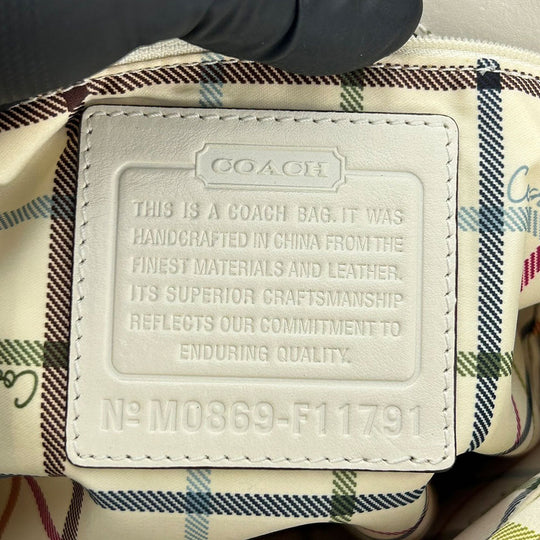 COACH
THIS IS A COACH BAG. IT WAS
HANDCRAFTED IN CHINA FROM THE
FINEST MATERIALS AND LEATHER.
ITS SUPERIOR CRAFTSMANSHIP
REFLECTS OUR COMMITMENT TO
ENDURING QUALITY.
Nº M0869-F11791